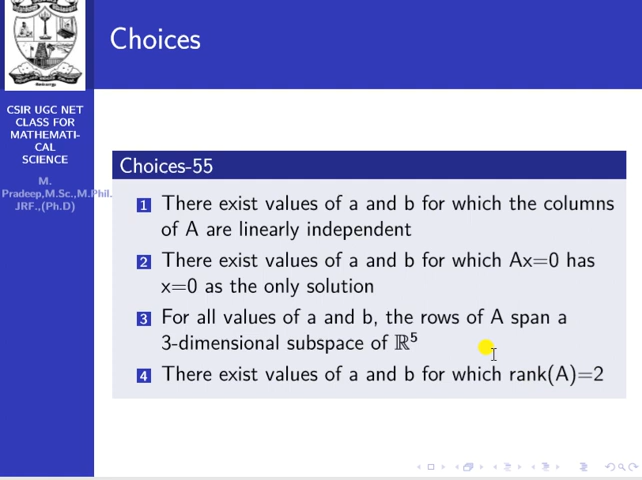 Choices
CSIR UGC NET
CLASS FOR
MATHEMATI-
CAL
SCIENCE
M.
Pradeep,M.Sc.,M.Phil.
JRF.,(Ph.D)
Choices-55
1 There exist values of a and b for which the columns
of A are linearly independent
2 There exist values of a and b for which Ax=0 has
x=0 as the only solution
3 For all values of a and b, the rows of A span a
3-dimensional subspace of ℝ⁵
4 There exist values of a and b for which rank(A)=2